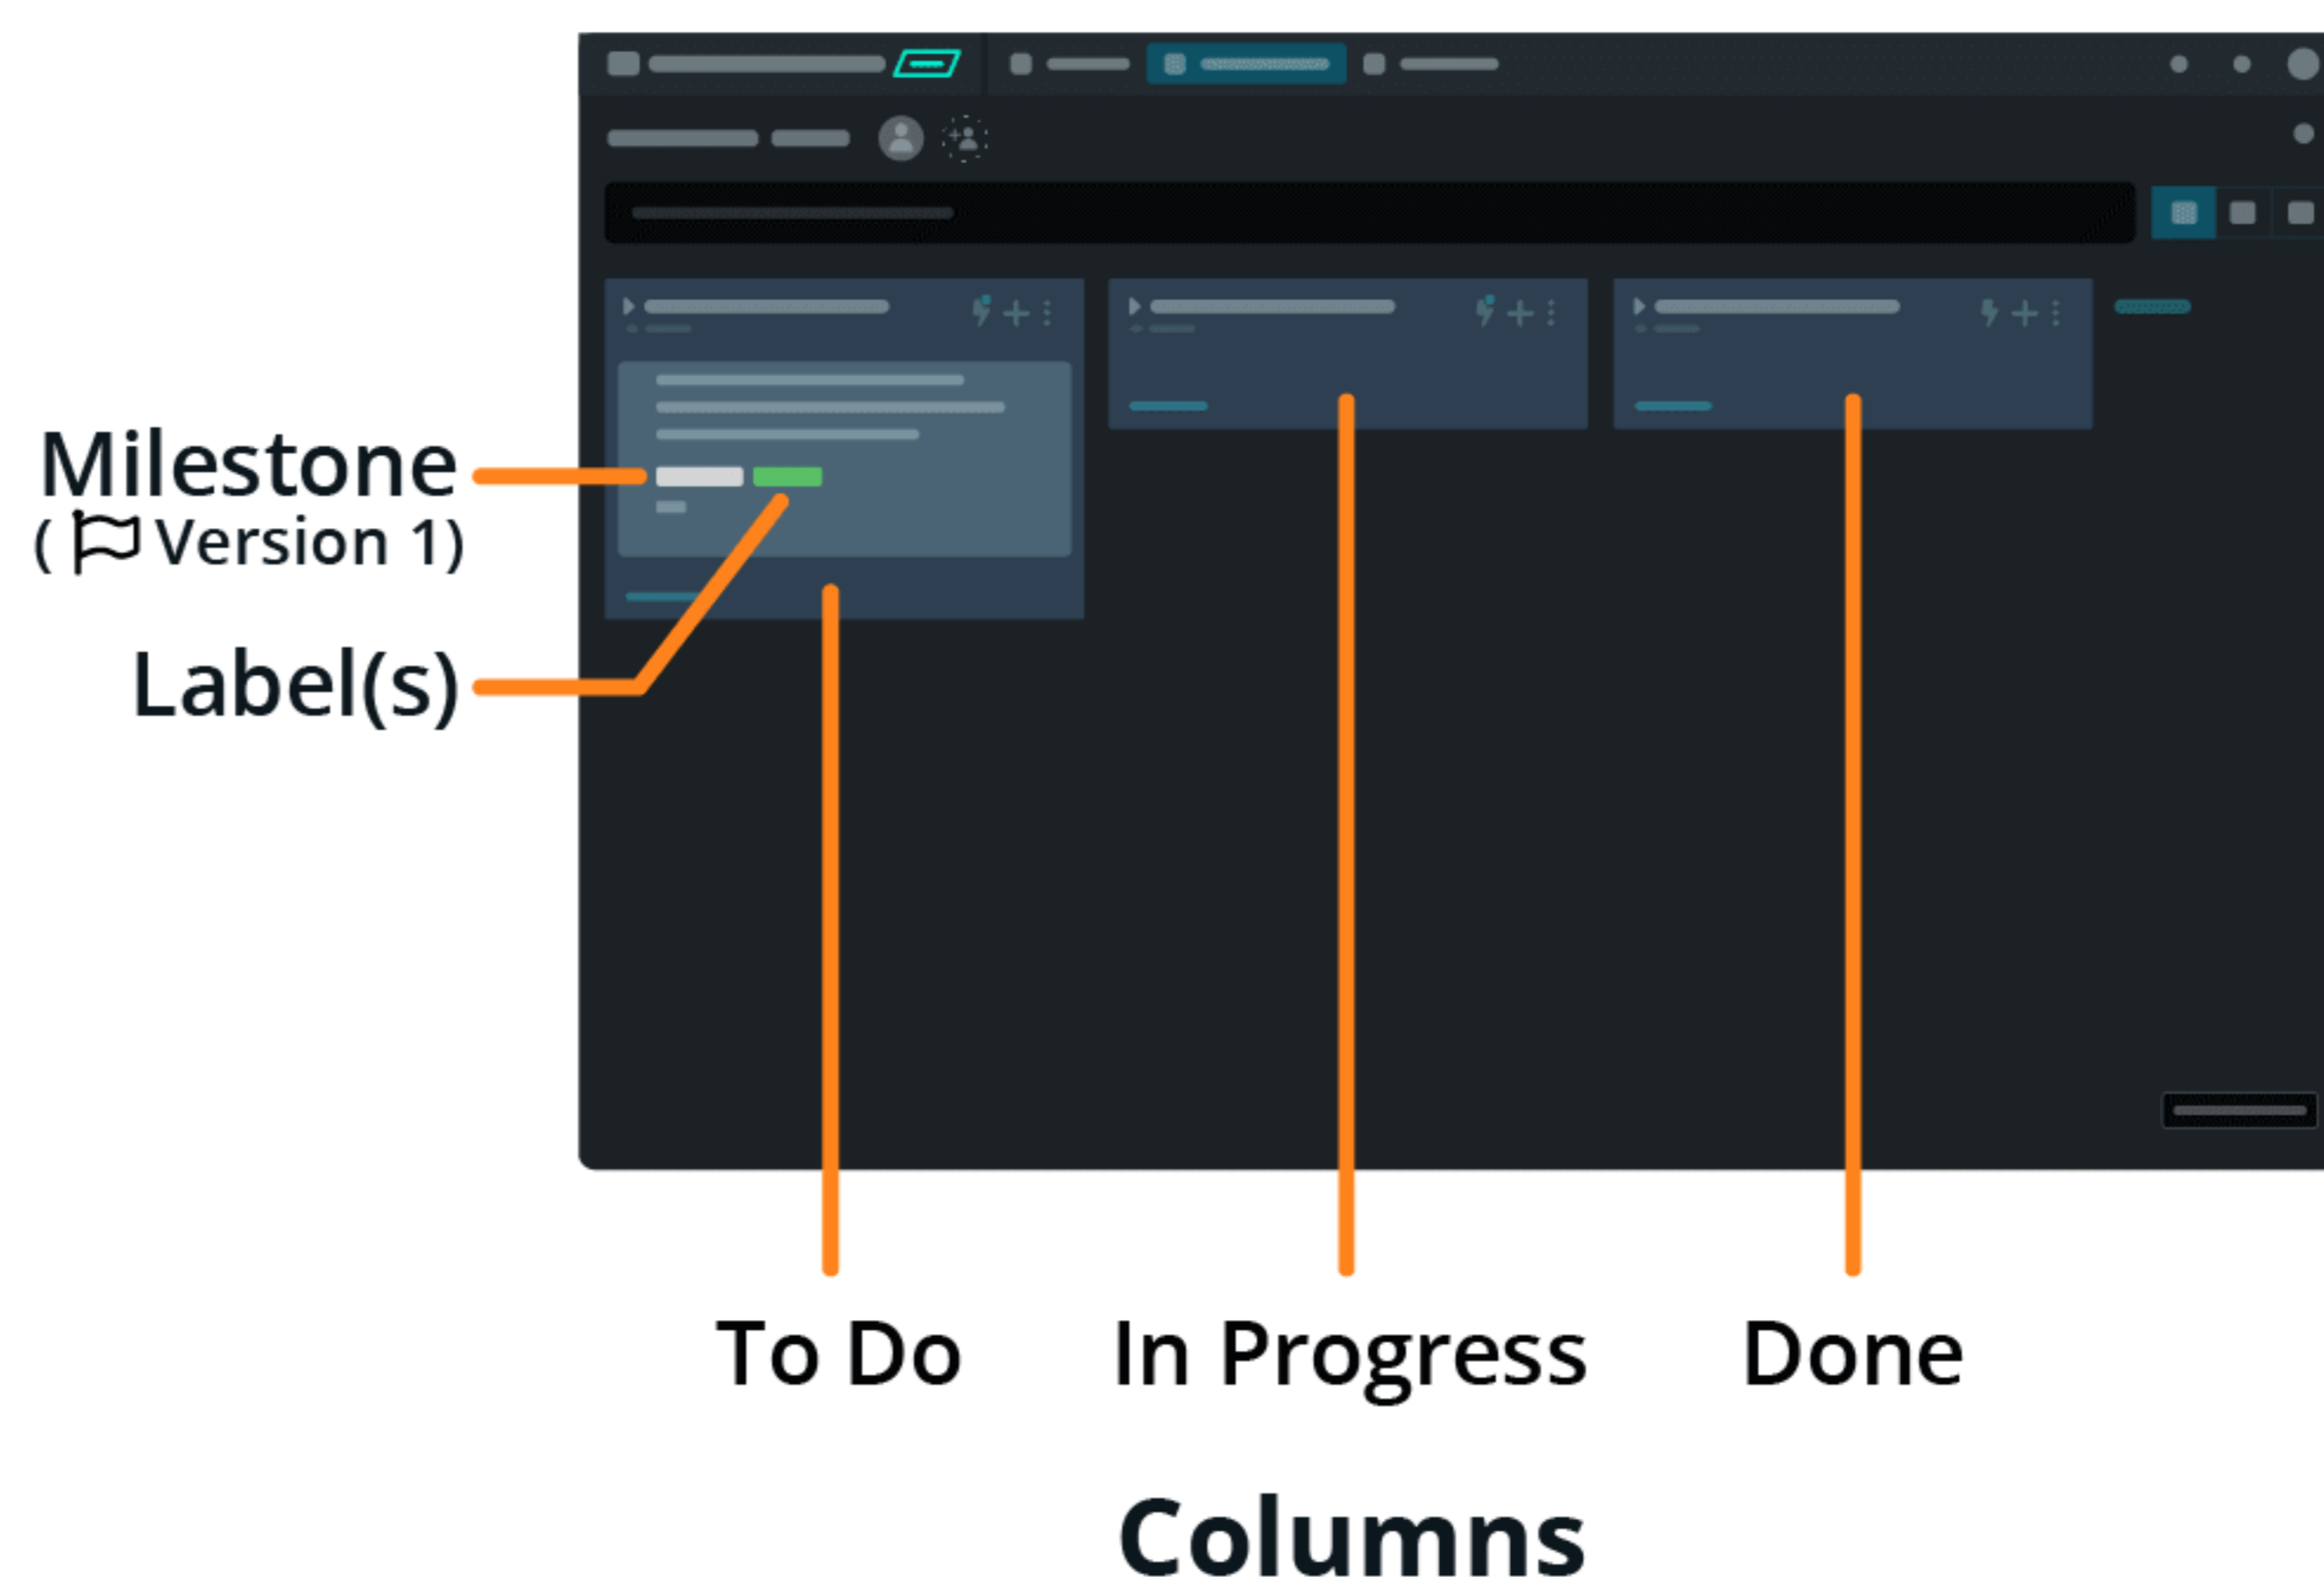 Milestone
( Version 1)
Label(s)
To Do
In Progress
Done
Columns